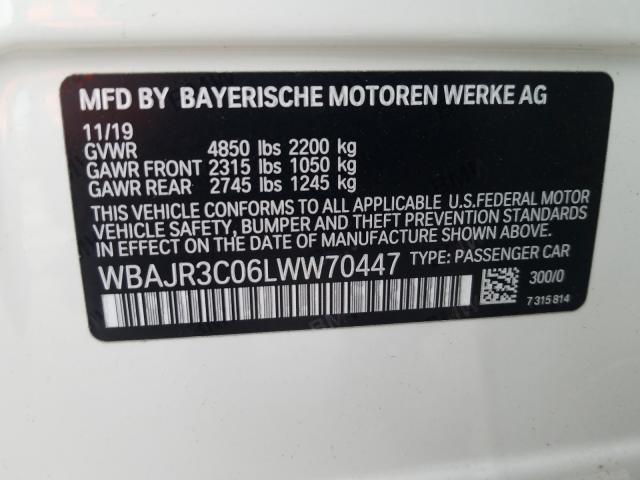 MFD BY BAYERISCHE MOTOREN WERKE AG
11/19
GVWR 4850 lbs 2200 kg
GAWR FRONT 2315 lbs 1050 kg
GAWR REAR 2745 lbs 1245 kg
THIS VEHICLE CONFORMS TO ALL APPLICABLE U.S.FEDERAL MOTOR
VEHICLE SAFETY, BUMPER AND THEFT PREVENTION STANDARDS
IN EFFECT ON THE DATE OF MANUFACTURE SHOWN ABOVE.
WBAJR3C06LWW70447 TYPE: PASSENGER CAR
300/0
7 315 814